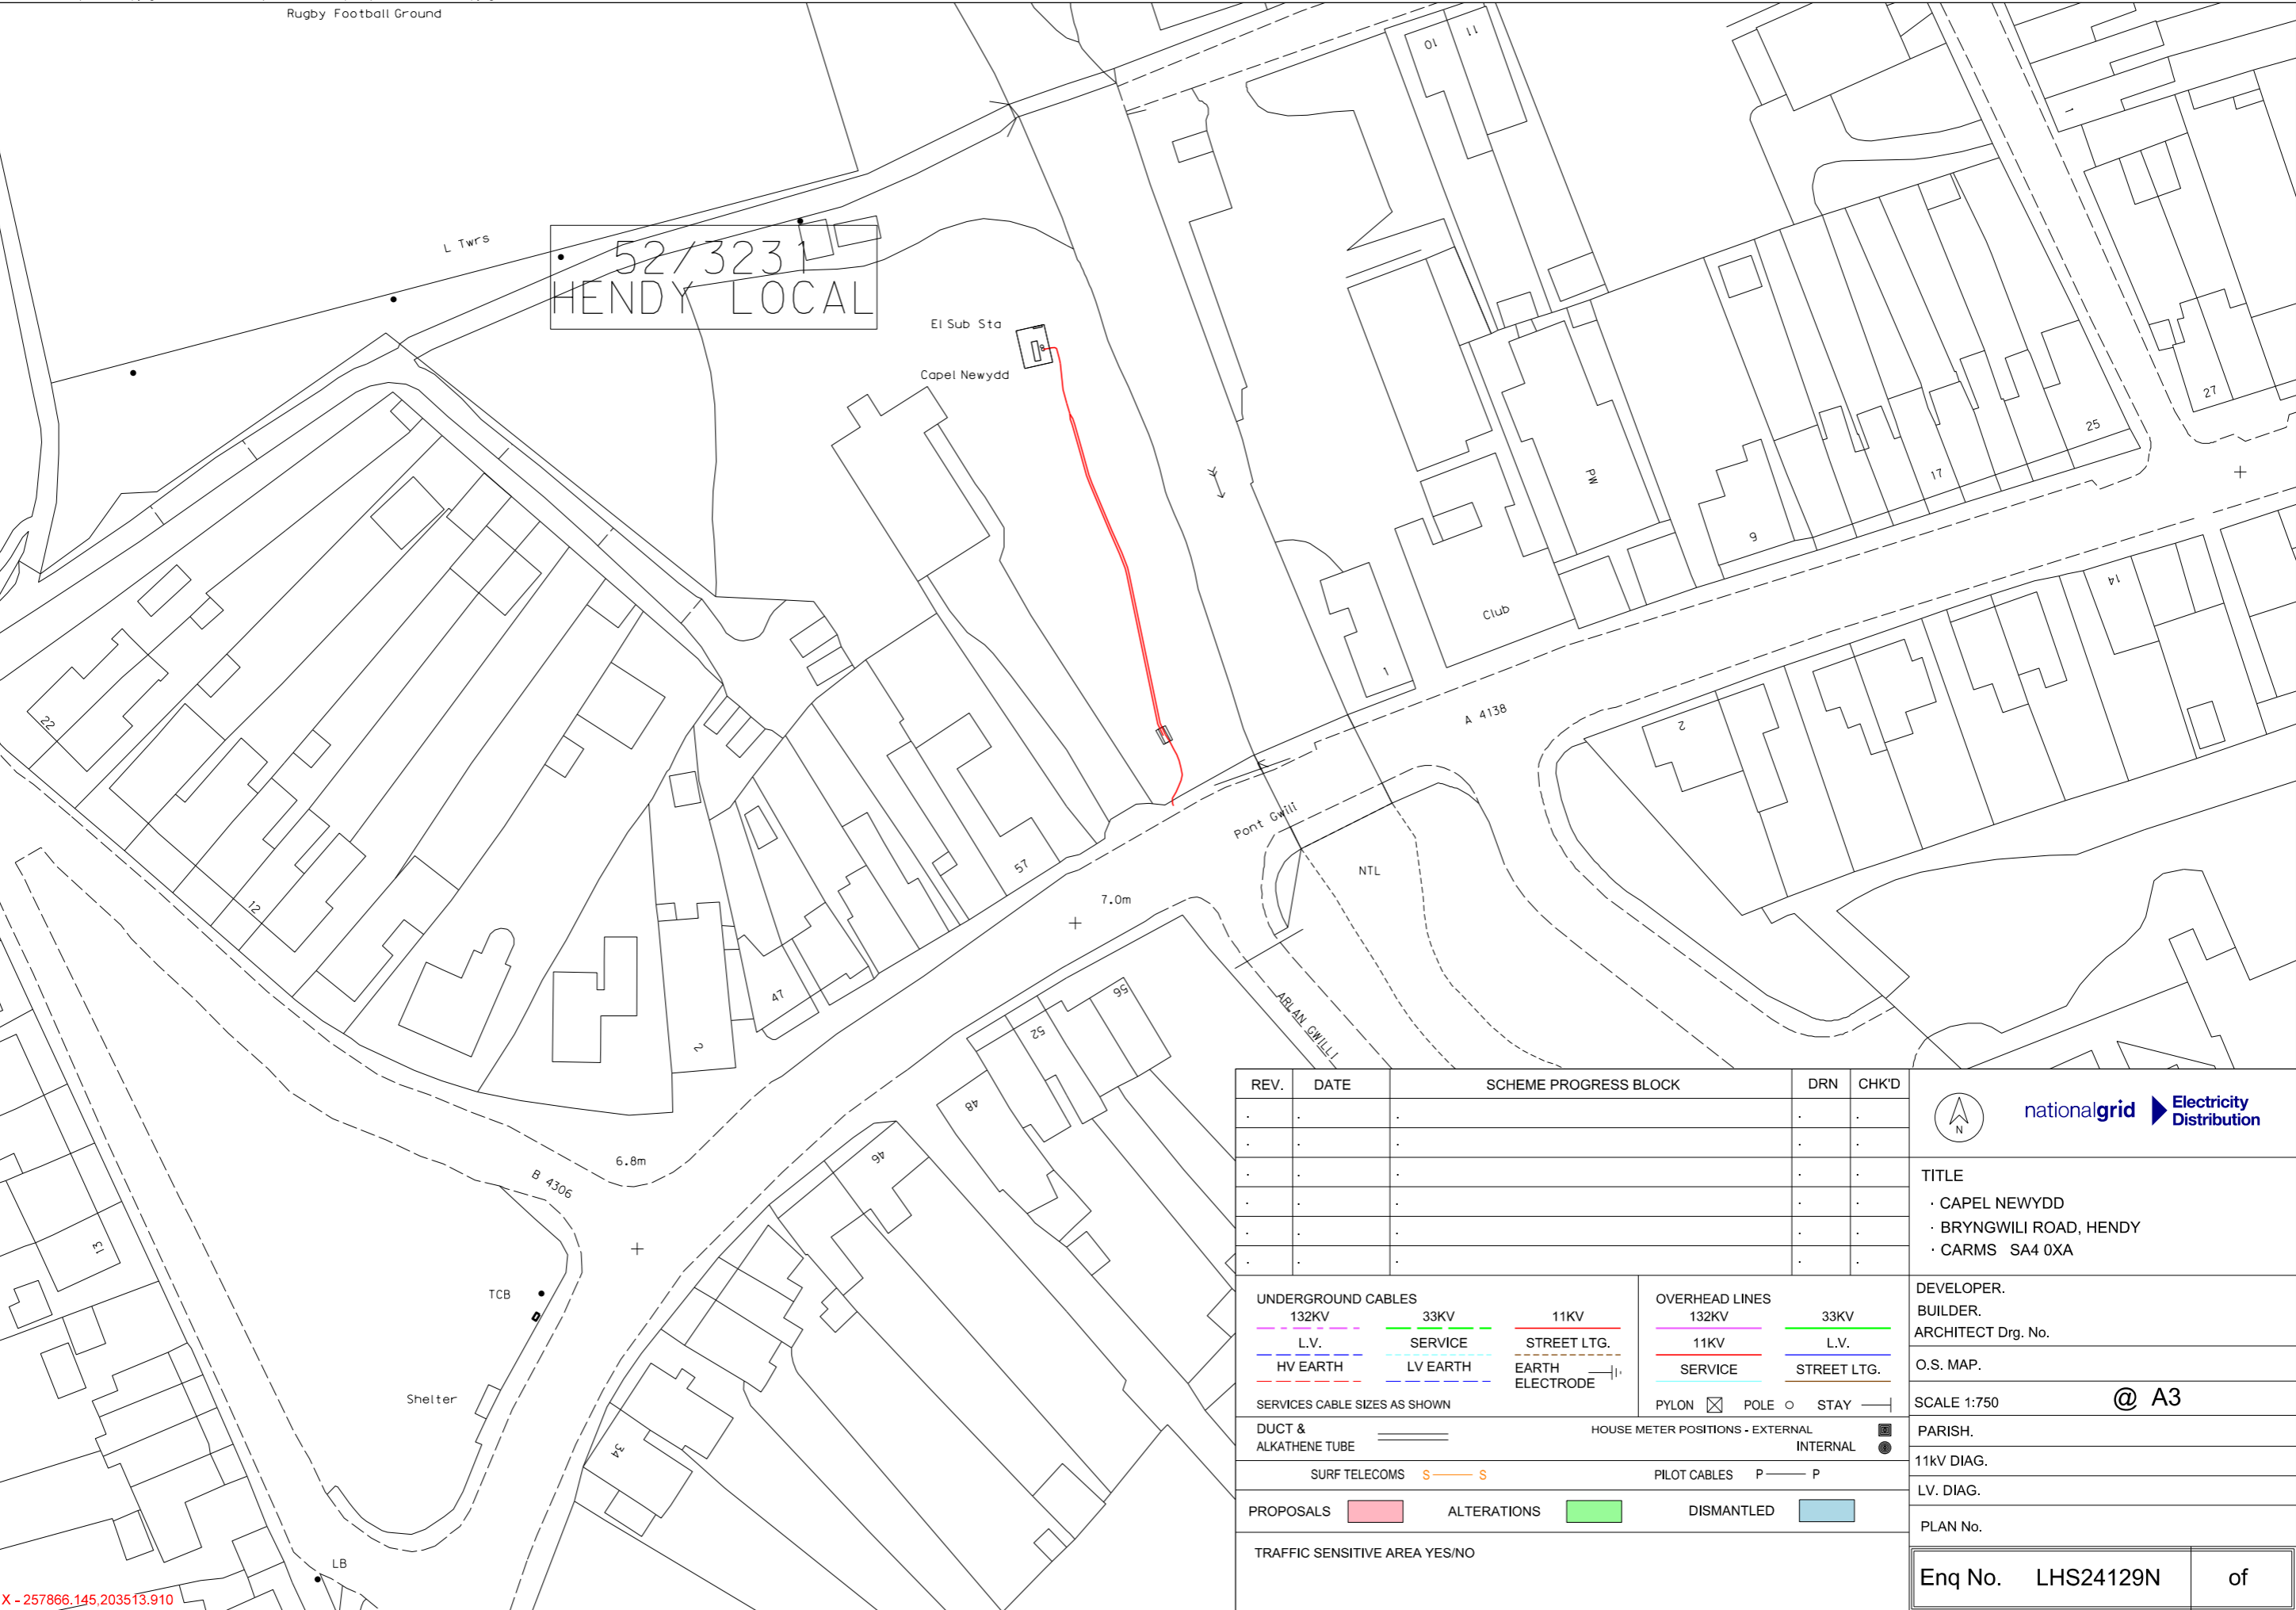 Rugby Football Ground
L Twrs
52/3231
HENDY LOCAL
El Sub Sta
Capel Newydd
10
11
1
PW
Club
1
9
17
25
27
14
2
A 4138
Pont Gwili
NTL
7.0m
ARLAN GWILLI
22
12
57
47
2
56
52
48
46
34
13
6.8m
B 4306
TCB
Shelter
LB
X - 257866.145,203513.910
REV. DATE SCHEME PROGRESS BLOCK DRN CHK'D
N
nationalgrid Electricity
Distribution
TITLE
· CAPEL NEWYDD
· BRYNGWILI ROAD, HENDY
· CARMS SA4 0XA
DEVELOPER.
BUILDER.
ARCHITECT Drg. No.
O.S. MAP.
SCALE 1:750 @ A3
PARISH.
11kV DIAG.
LV. DIAG.
PLAN No.
Enq No. LHS24129N of
UNDERGROUND CABLES
132KV 33KV 11KV
L.V. SERVICE STREET LTG.
HV EARTH LV EARTH EARTH
ELECTRODE
SERVICES CABLE SIZES AS SHOWN
OVERHEAD LINES
132KV 33KV
11KV L.V.
SERVICE STREET LTG.
PYLON POLE STAY
DUCT &
ALKATHENE TUBE
HOUSE METER POSITIONS - EXTERNAL
INTERNAL
SURF TELECOMS S S
PILOT CABLES P P
PROPOSALS ALTERATIONS DISMANTLED
TRAFFIC SENSITIVE AREA YES/NO